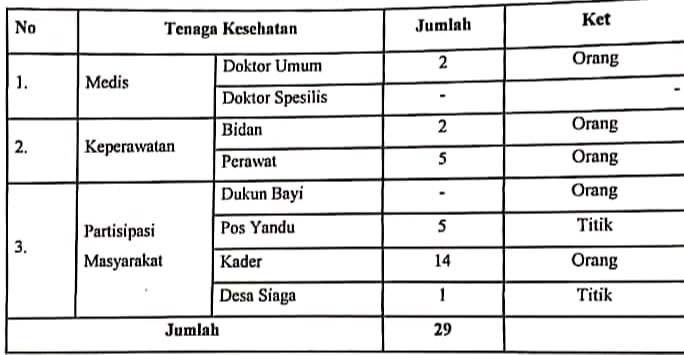 No Tenaga Kesehatan Jumlah Ket
1. Medis Doktor Umum 2 Orang
Doktor Spesilis - -
2. Keperawatan Bidan 2 Orang
Perawat 5 Orang
3. Partisipasi Masyarakat Dukun Bayi - Orang
Pos Yandu 5 Titik
Kader 14 Orang
Desa Siaga 1 Titik
Jumlah 29